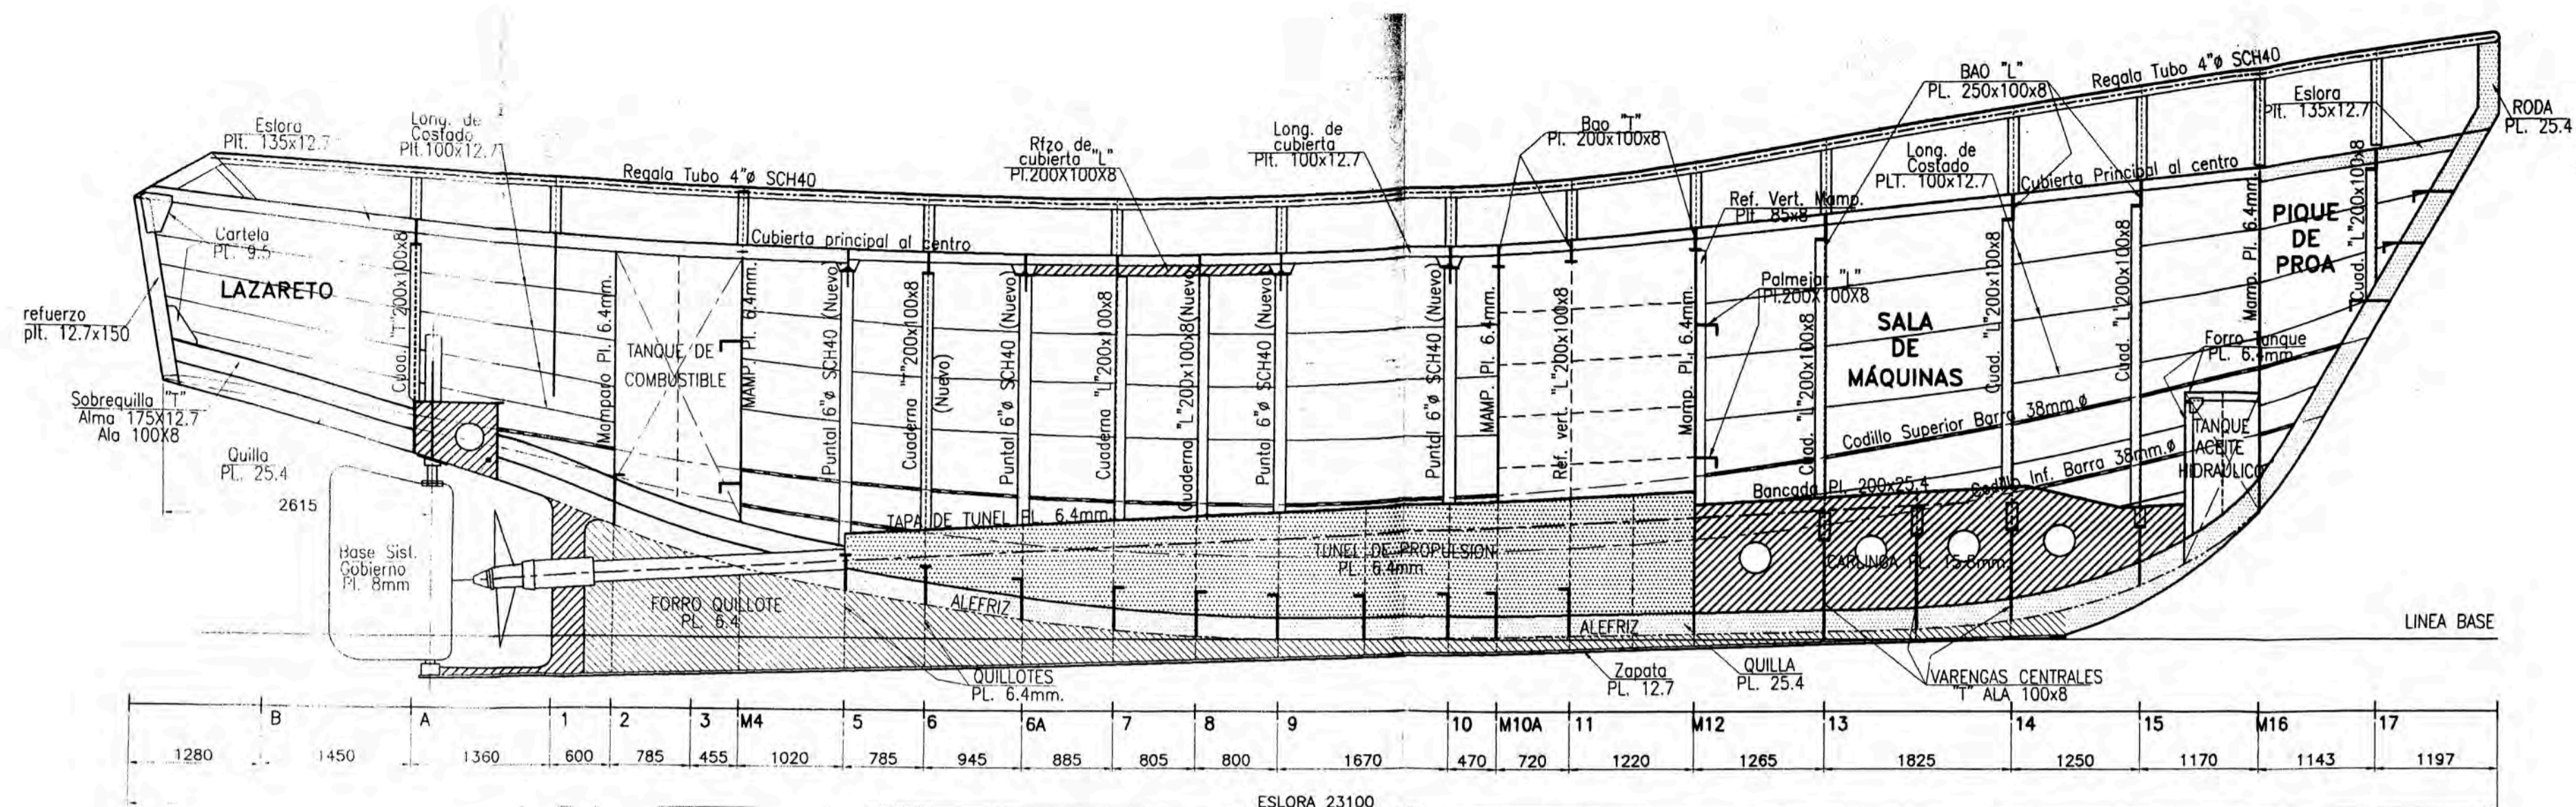 Eslora
Plt. 135x12.7
Long. de
Costado
Plt.100x12.7
Regala Tubo 4"ø SCH40
Rfzo de
cubierta "L"
Pl.200X100X8
Long. de
cubierta
Plt. 100x12.7
Bao "T"
Pl. 200x100x8
BAO "L"
PL. 250x100x8
Regala Tubo 4"ø SCH40
Eslora
Plt. 135x12.7
RODA
PL. 25.4
Cartela
PL. 9.5
LAZARETO
Cuad. "T"200x100x8
Cubierta principal al centro
Ref. Vert. Mamp.
Plt. 85x8
Long. de
Costado
PLT. 100x12.7
Cubierta Principal al centro
PIQUE
DE
PROA
refuerzo
plt. 12.7x150
Mamparo Pl. 6.4mm.
TANQUE DE
COMBUSTIBLE
MAMP. Pl. 6.4mm.
Puntal 6"ø SCH40 (Nuevo)
Cuaderna "T"200x100x8
(Nuevo)
Puntal 6"ø SCH40 (Nuevo)
Cuaderna "L"200x100x8
Cuaderna "L"200x100x8(Nuevo)
Puntal 6"ø SCH40 (Nuevo)
Puntal 6"ø SCH40 (Nuevo)
MAMP. Pl. 6.4mm.
Ref. vert. "L"200x100x8
Mamp. Pl. 6.4mm.
Palmejar "L"
Pl.200X100X8
Cuad. "L"200x100x8
SALA
DE
MÁQUINAS
Cuad. "L"200x100x8
Cuad. "L"200x100x8
Mamp. Pl. 6.4mm.
Cuad. "L"200x100x8
Forro Tanque
PL. 6.4mm
Sobrequilla "T"
Alma 175X12.7
Ala 100X8
Quilla
PL. 25.4
2615
Codillo Superior Barra 38mm.ø
TANQUE
ACEITE
HIDRAULICO
Codillo Inf. Barra 38mm.ø
Bancada Pl. 200x25.4
TAPA DE TUNEL PL. 6.4mm.
Base Sist.
Gobierno
Pl. 8mm
TUNEL DE PROPULSION
PL. 6.4mm.
CARLINGA PL. 15.8mm
FORRO QUILLOTE
PL. 6.4
ALEFRIZ
ALEFRIZ
LINEA BASE
QUILLOTES
PL. 6.4mm.
Zapata
PL. 12.7
QUILLA
PL. 25.4
VARENGAS CENTRALES
"T" ALA 100x8
B A 1 2 3 M4 5 6 6A 7 8 9 10 M10A 11 M12 13 14 15 M16 17
1280 1450 1360 600 785 455 1020 785 945 885 805 800 1670 470 720 1220 1265 1825 1250 1170 1143 1197
ESLORA 23100